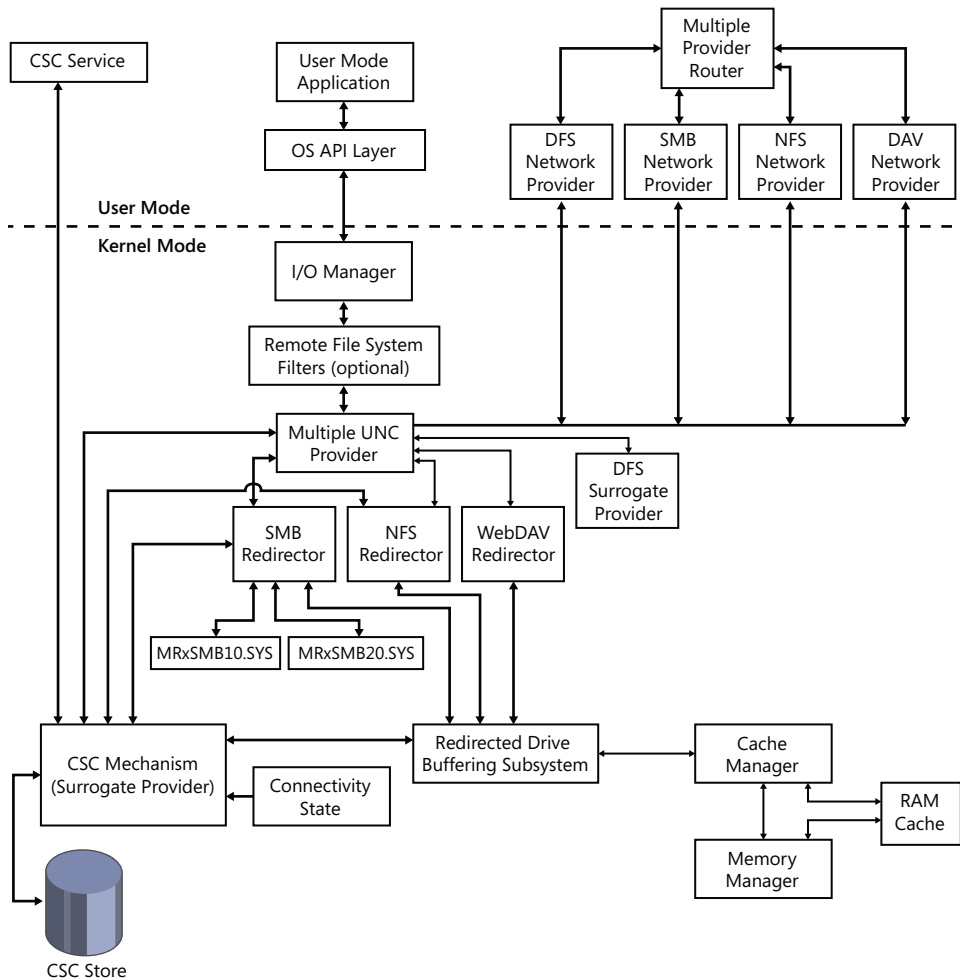 CSC Service
User Mode
Application
Multiple
Provider
Router
OS API Layer
DFS
Network
Provider
SMB
Network
Provider
NFS
Network
Provider
DAV
Network
Provider
User Mode
Kernel Mode
I/O Manager
Remote File System
Filters (optional)
Multiple UNC
Provider
DFS
Surrogate
Provider
SMB
Redirector
NFS
Redirector
WebDAV
Redirector
MRxSMB10.SYS
MRxSMB20.SYS
CSC Mechanism
(Surrogate Provider)
Connectivity
State
Redirected Drive
Buffering Subsystem
Cache
Manager
RAM
Cache
Memory
Manager
CSC Store